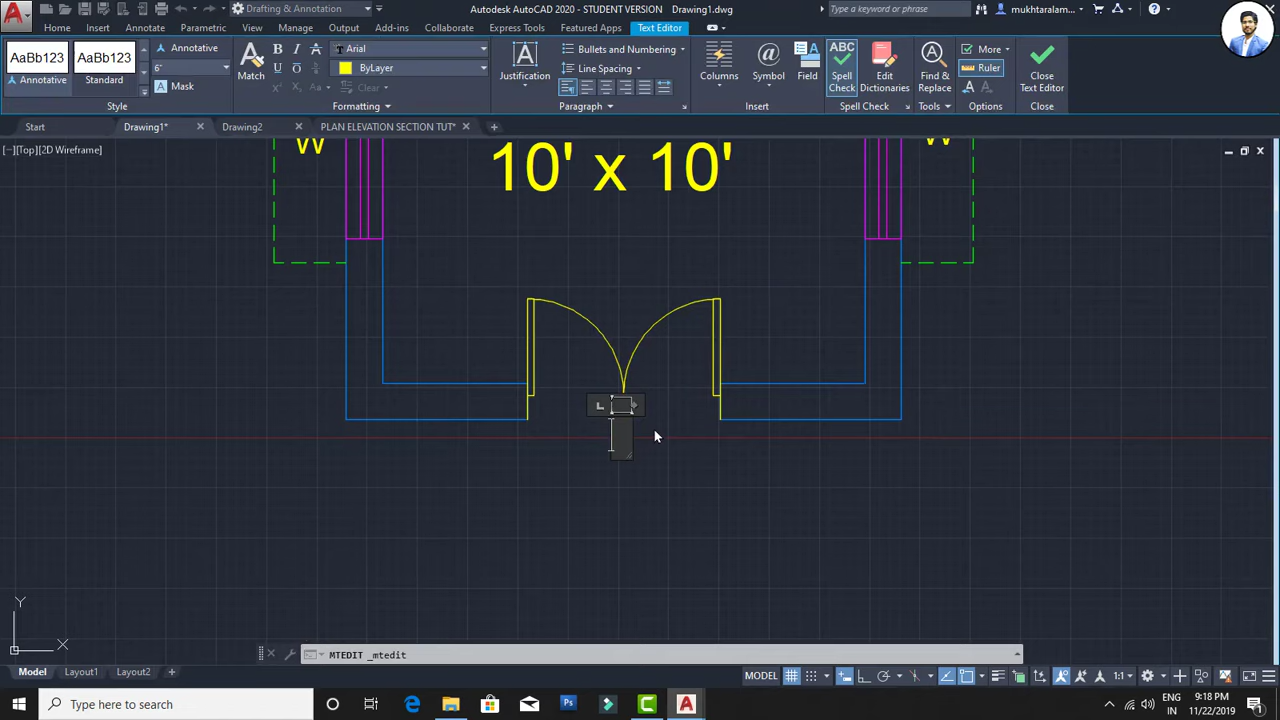 Drafting & Annotation
Autodesk AutoCAD 2020 - STUDENT VERSION Drawing1.dwg
Type a keyword or phrase
mukhtaralam...
Home Insert Annotate Parametric View Manage Output Add-ins Collaborate Express Tools Featured Apps Text Editor
AaBb123 AaBb123
Annotative Standard
Annotative
6"
Mask
Style
A Match
B I A
Arial
ByLayer
Aa Clear
Formatting
Justification
Bullets and Numbering
Line Spacing
Paragraph
Columns
Symbol
Field
Insert
ABC
Spell Check
Edit Dictionaries
Spell Check
Find & Replace
Tools
More
Ruler
Options
Close Text Editor
Close
Start Drawing1* Drawing2 PLAN ELEVATION SECTION TUT*
[−][Top][2D Wireframe]
W
10' x 10'
W
Y
X
MTEDIT _mtedit
Model Layout1 Layout2
MODEL
1:1
Type here to search
ENG
IN
9:18 PM
11/22/2019